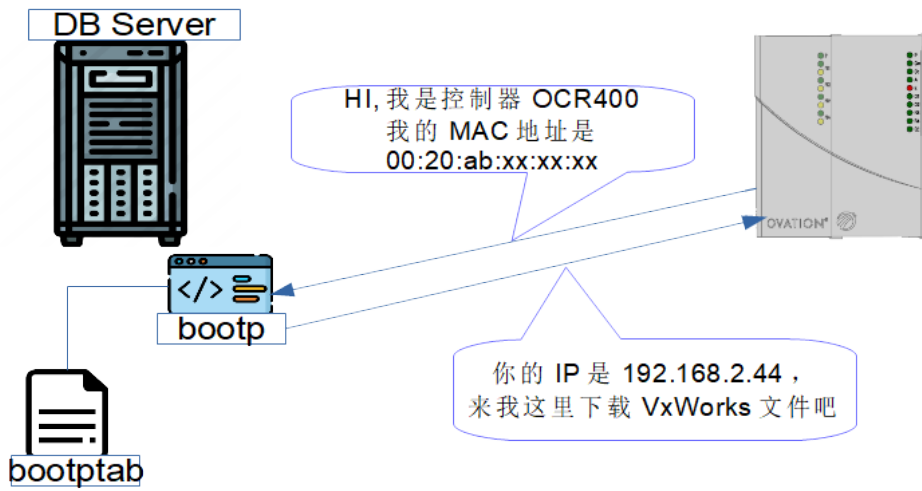 DB Server
HI, 我是控制器 OCR400
我的 MAC 地址是
00:20:ab:xx:xx:xx
OVATION
</>
bootp
你的 IP 是 192.168.2.44，
来我这里下载 VxWorks 文件吧
bootptab